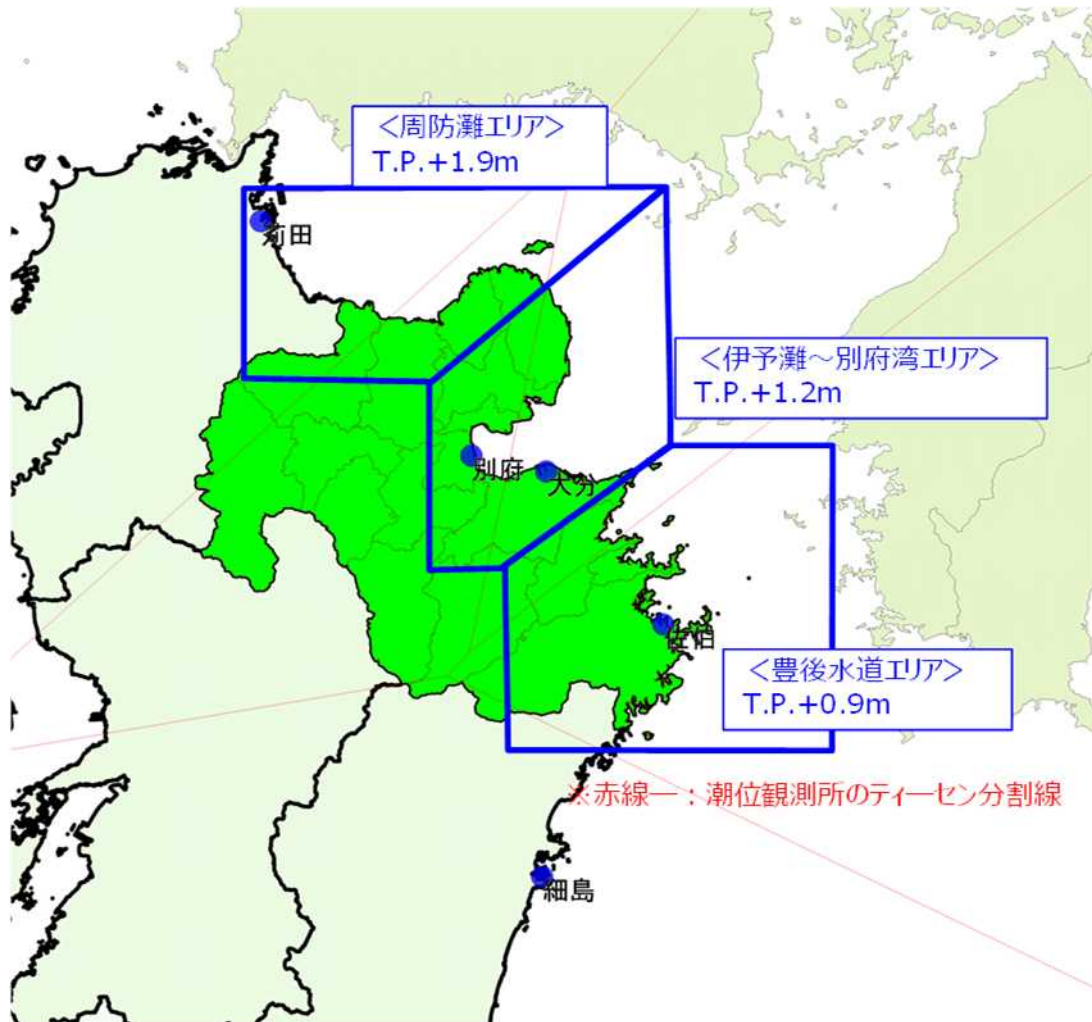 <周防灘エリア>
T.P.+1.9m
苅田
<伊予灘~別府湾エリア>
T.P.+1.2m
別府
大分
佐伯
<豊後水道エリア>
T.P.+0.9m
※赤線—:潮位観測所のティーセン分割線
細島